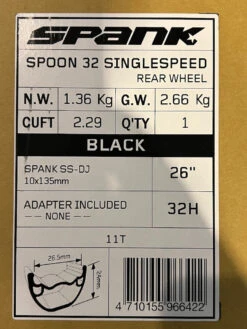 SPANK
SPOON 32 SINGLESPEED
REAR WHEEL
N.W. 1.36 Kg G.W. 2.66 Kg
CUFT 2.29 Q'TY 1
BLACK
SPANK SS-DJ
10x135mm
26"
ADAPTER INCLUDED
-- NONE --
32H
11T
26.5mm
24mm
4 710155 966422